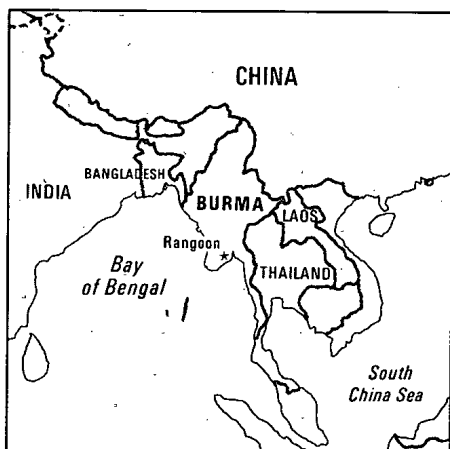 CHINA
BANGLADESH
INDIA
BURMA
LAOS
Rangoon
THAILAND
Bay
of Bengal
South
China Sea